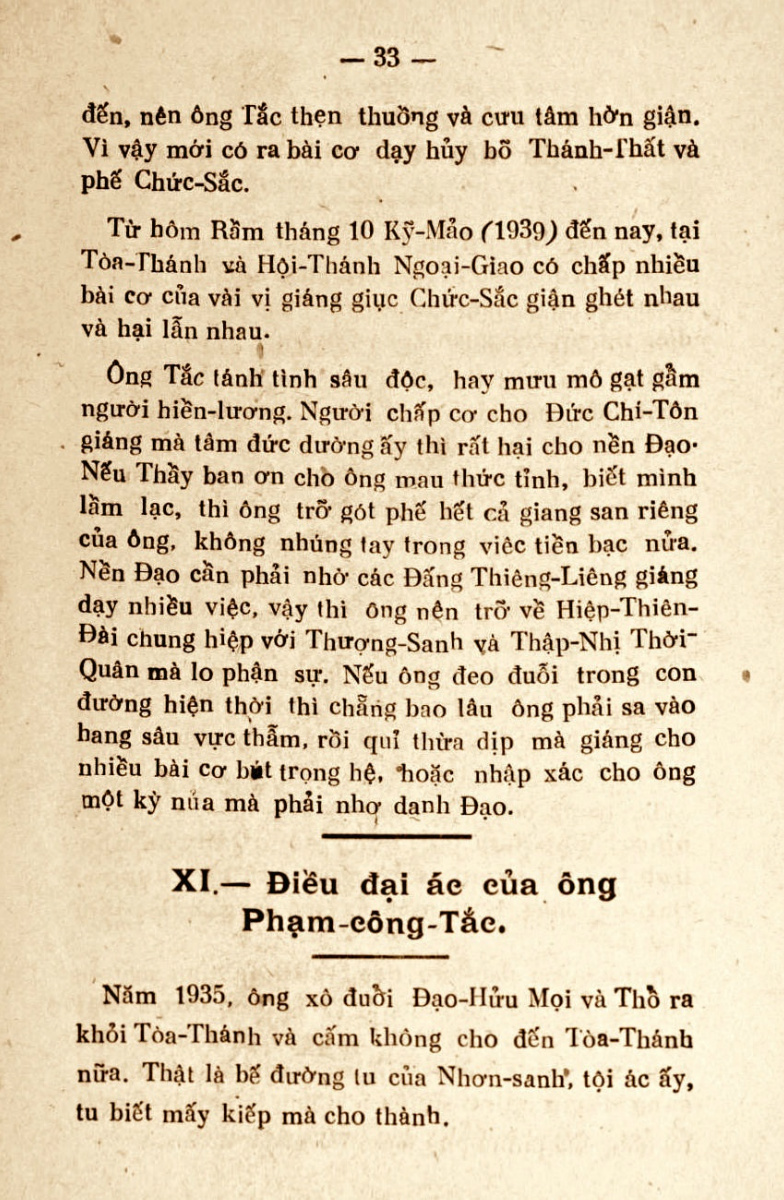 — 33 —
đến, nên ông Tắc thẹn thuồng và cưu tâm hờn giận.
Vì vậy mới có ra bài cơ dạy hủy bỗ Thánh-Thất và
phế Chức-Sắc.
Từ hôm Rằm tháng 10 Kỹ-Mảo (1939) đến nay, tại
Tòa-Thánh và Hội-Thánh Ngoại-Giao có chấp nhiều
bài cơ của vài vị giáng giục Chức-Sắc giận ghét nhau
và hại lẫn nhau.
Ông Tắc tánh tình sâu độc, hay mưu mô gạt gẫm
người hiền-lương. Người chấp cơ cho Đức Chí-Tôn
giáng mà tâm đức dường ấy thì rất hại cho nền Đạo.
Nếu Thầy ban ơn cho ông mau thức tỉnh, biết mình
lầm lạc, thì ông trỡ gót phế hết cả giang san riêng
của ông, không nhúng tay trong việc tiền bạc nửa.
Nền Đạo cần phải nhờ các Đấng Thiêng-Liêng giáng
dạy nhiều việc, vậy thì ông nên trỡ về Hiệp-Thiên-
Đài chung hiệp với Thượng-Sanh và Thập-Nhị Thời-
Quân mà lo phận sự. Nếu ông đeo đuỗi trong con
đường hiện thời thì chẵng bao lâu ông phải sa vào
hang sâu vực thẫm, rồi quỉ thừa dịp mà giáng cho
nhiều bài cơ bút trọng hệ, hoặc nhập xác cho ông
một kỳ nủa mà phải nhơ danh Đạo.
XI.— Điều đại ác của ông
Phạm-công-Tắc.
Năm 1935, ông xô đuổi Đạo-Hửu Mọi và Thổ ra
khỏi Tòa-Thánh và cấm không cho đến Tòa-Thánh
nữa. Thật là bế đường tu của Nhơn-sanh, tội ác ấy,
tu biết mấy kiếp mà cho thành.